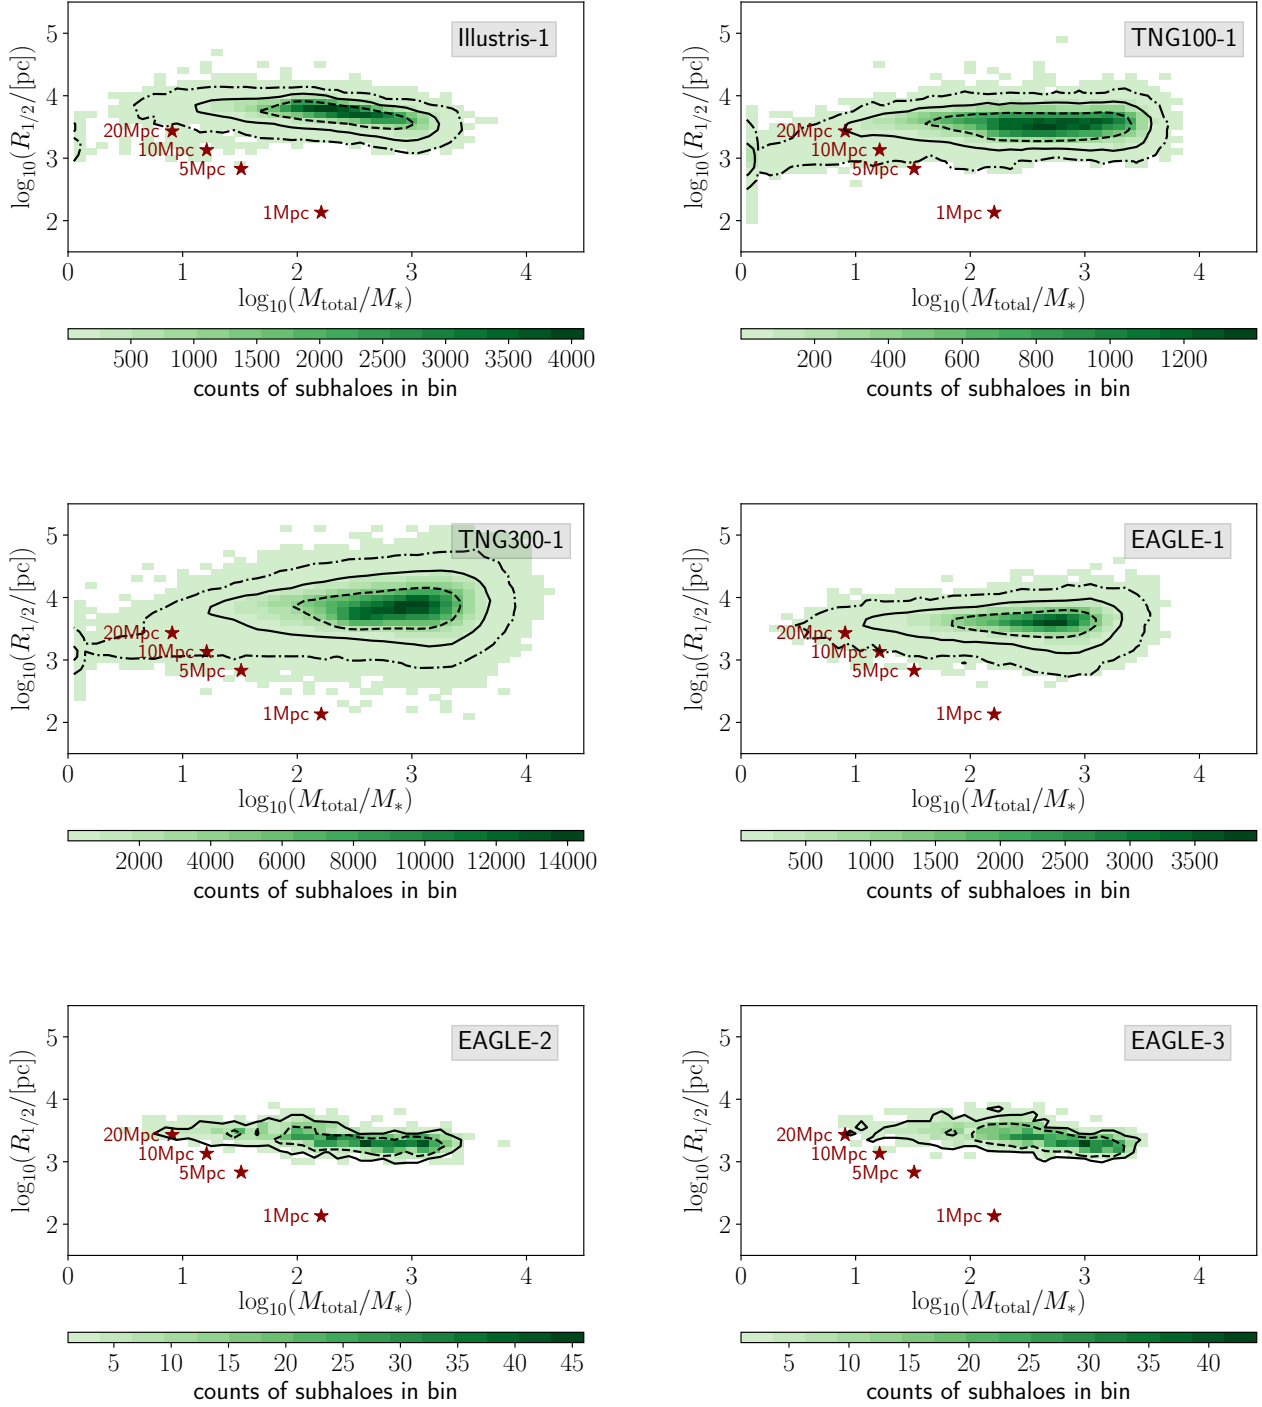 Illustris-1
5
4
3
2
log10(R1/2/[pc])
20Mpc
10Mpc
5Mpc
1Mpc
0 1 2 3 4
log10(Mtotal/M*)
500 1000 1500 2000 2500 3000 3500 4000
counts of subhaloes in bin
TNG100-1
5
4
3
2
log10(R1/2/[pc])
20Mpc
10Mpc
5Mpc
1Mpc
0 1 2 3 4
log10(Mtotal/M*)
200 400 600 800 1000 1200
counts of subhaloes in bin
TNG300-1
5
4
3
2
log10(R1/2/[pc])
20Mpc
10Mpc
5Mpc
1Mpc
0 1 2 3 4
log10(Mtotal/M*)
2000 4000 6000 8000 10000 12000 14000
counts of subhaloes in bin
EAGLE-1
5
4
3
2
log10(R1/2/[pc])
20Mpc
10Mpc
5Mpc
1Mpc
0 1 2 3 4
log10(Mtotal/M*)
500 1000 1500 2000 2500 3000 3500
counts of subhaloes in bin
EAGLE-2
5
4
3
2
log10(R1/2/[pc])
20Mpc
10Mpc
5Mpc
1Mpc
0 1 2 3 4
log10(Mtotal/M*)
5 10 15 20 25 30 35 40 45
counts of subhaloes in bin
EAGLE-3
5
4
3
2
log10(R1/2/[pc])
20Mpc
10Mpc
5Mpc
1Mpc
0 1 2 3 4
log10(Mtotal/M*)
5 10 15 20 25 30 35 40
counts of subhaloes in bin